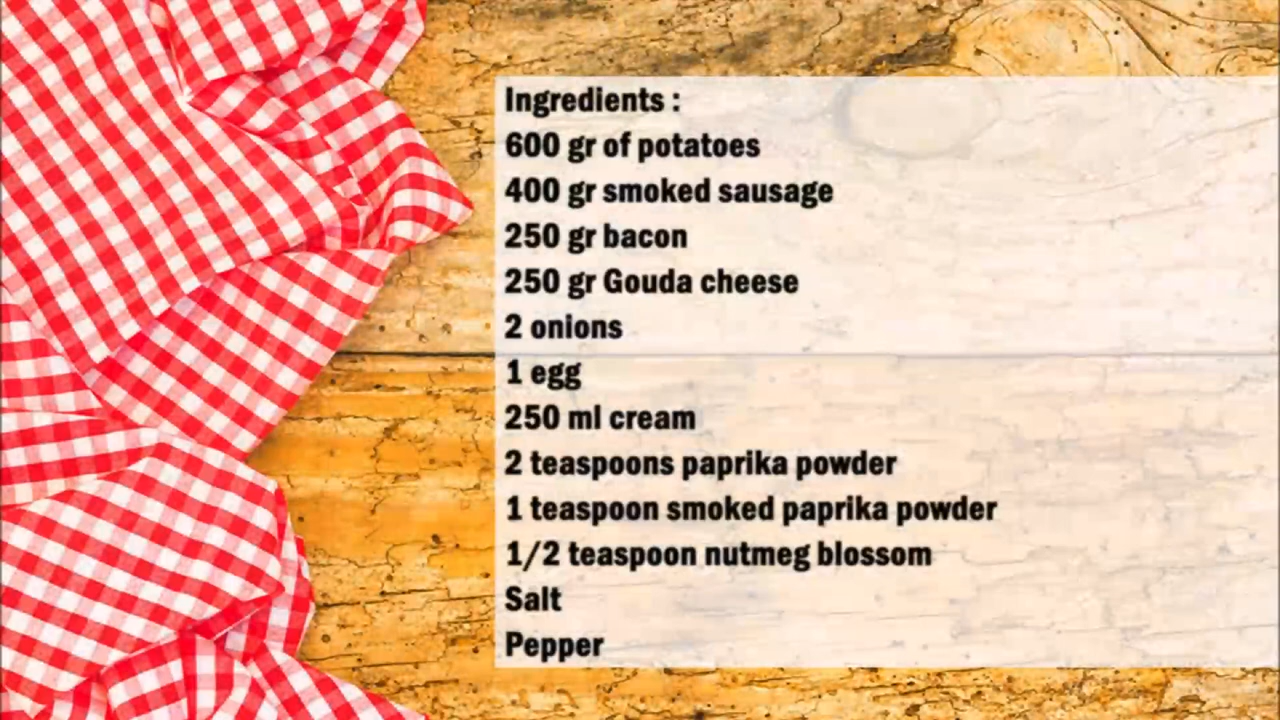 Ingredients :
600 gr of potatoes
400 gr smoked sausage
250 gr bacon
250 gr Gouda cheese
2 onions
1 egg
250 ml cream
2 teaspoons paprika powder
1 teaspoon smoked paprika powder
1/2 teaspoon nutmeg blossom
Salt
Pepper